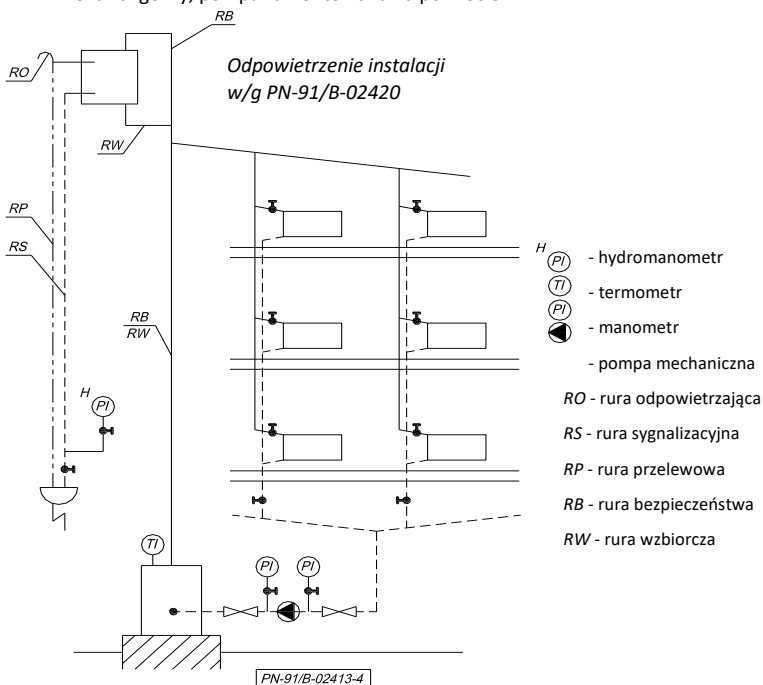 RB
RO
Odpowietrzenie instalacji
w/g PN-91/B-02420
RW
RP
RS
RB
RW
H
PI
H
PI - hydromanometr
TI - termometr
PI
- manometr
- pompa mechaniczna
RO - rura odpowietrzająca
RS - rura sygnalizacyjna
RP - rura przelewowa
RB - rura bezpieczeństwa
RW - rura wzbiorcza
TI
PI
PI
PN-91/B-02413-4